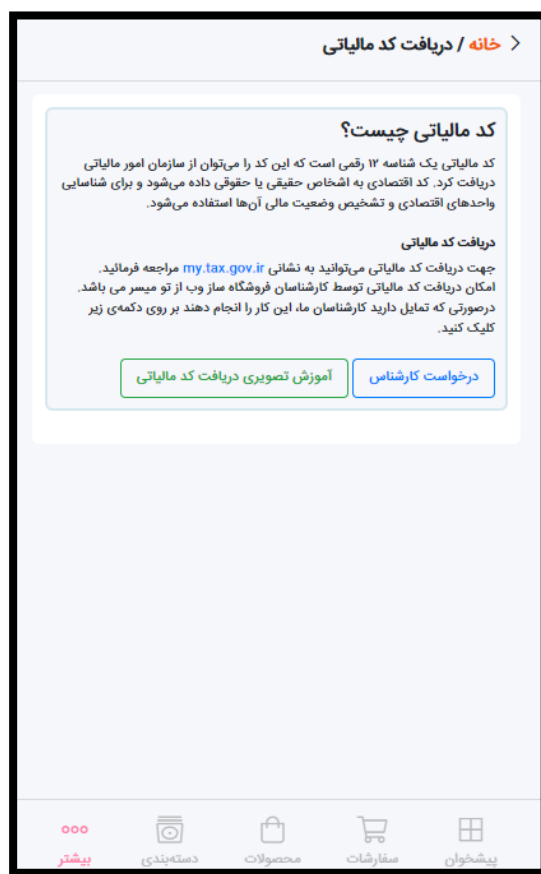 خانه / دریافت کد مالیاتی
کد مالیاتی چیست؟
کد مالیاتی یک شناسه ۱۲ رقمی است که این کد را می‌توان از سازمان امور مالیاتی
دریافت کرد. کد اقتصادی به اشخاص حقیقی یا حقوقی داده می‌شود و برای شناسایی
واحدهای اقتصادی و تشخیص وضعیت مالی آن‌ها استفاده می‌شود.
دریافت کد مالیاتی
جهت دریافت کد مالیاتی می‌توانید به نشانی my.tax.gov.ir مراجعه فرمائید.
امکان دریافت کد مالیاتی توسط کارشناسان فروشگاه ساز وب از تو میسر می باشد.
درصورتی که تمایل دارید کارشناسان ما، این کار را انجام دهند بر روی دکمه‌ی زیر
کلیک کنید.
درخواست کارشناس
آموزش تصویری دریافت کد مالیاتی
پیشخوان
سفارشات
محصولات
دسته‌بندی
بیشتر